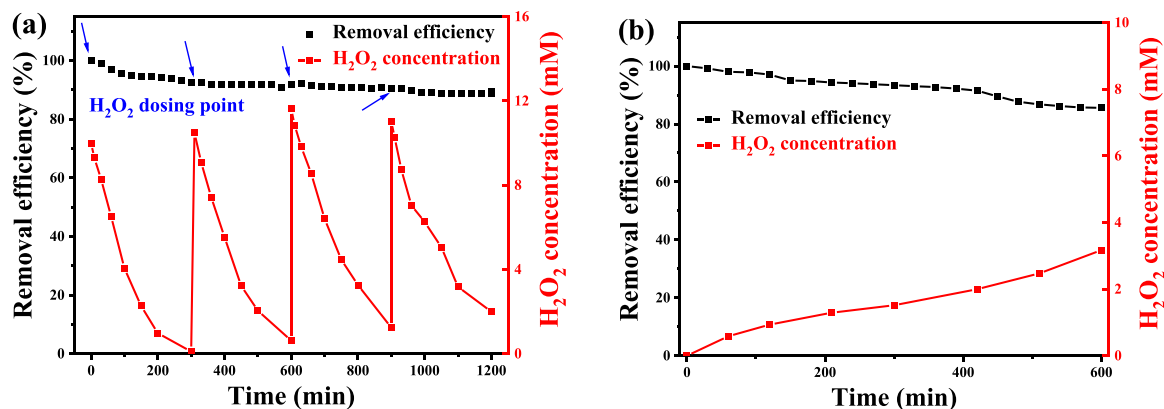 (a)
Removal efficiency (%)
100
80
60
40
20
0
Removal efficiency
H₂O₂ concentration
H₂O₂ dosing point
16
12
8
4
0
H₂O₂ concentration (mM)
0 200 400 600 800 1000 1200
Time (min)
(b)
Removal efficiency (%)
100
80
60
40
20
0
Removal efficiency
H₂O₂ concentration
10
8
6
4
2
0
H₂O₂ concentration (mM)
0 200 400 600
Time (min)